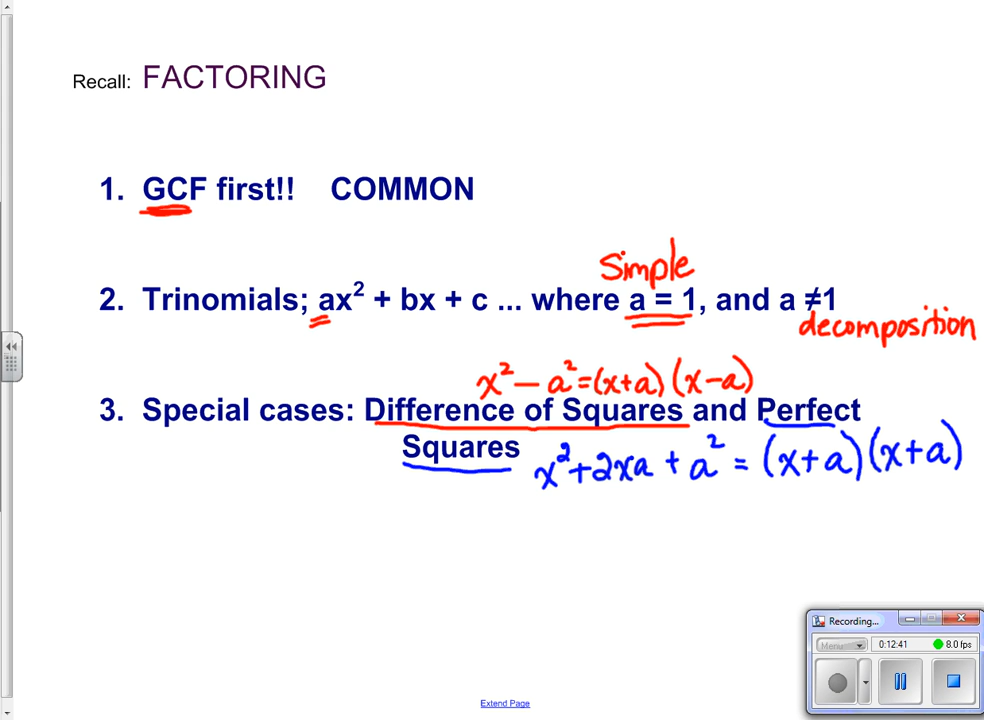 Recall: FACTORING
1. GCF first!! COMMON
Simple
2. Trinomials; ax² + bx + c ... where a = 1, and a ≠1
decomposition
x² – a² = (x+a) (x–a)
3. Special cases: Difference of Squares and Perfect
Squares x² + 2xa + a² = (x+a) (x+a)
Recording...
Menu 0:12:41 8.0 fps
Extend Page